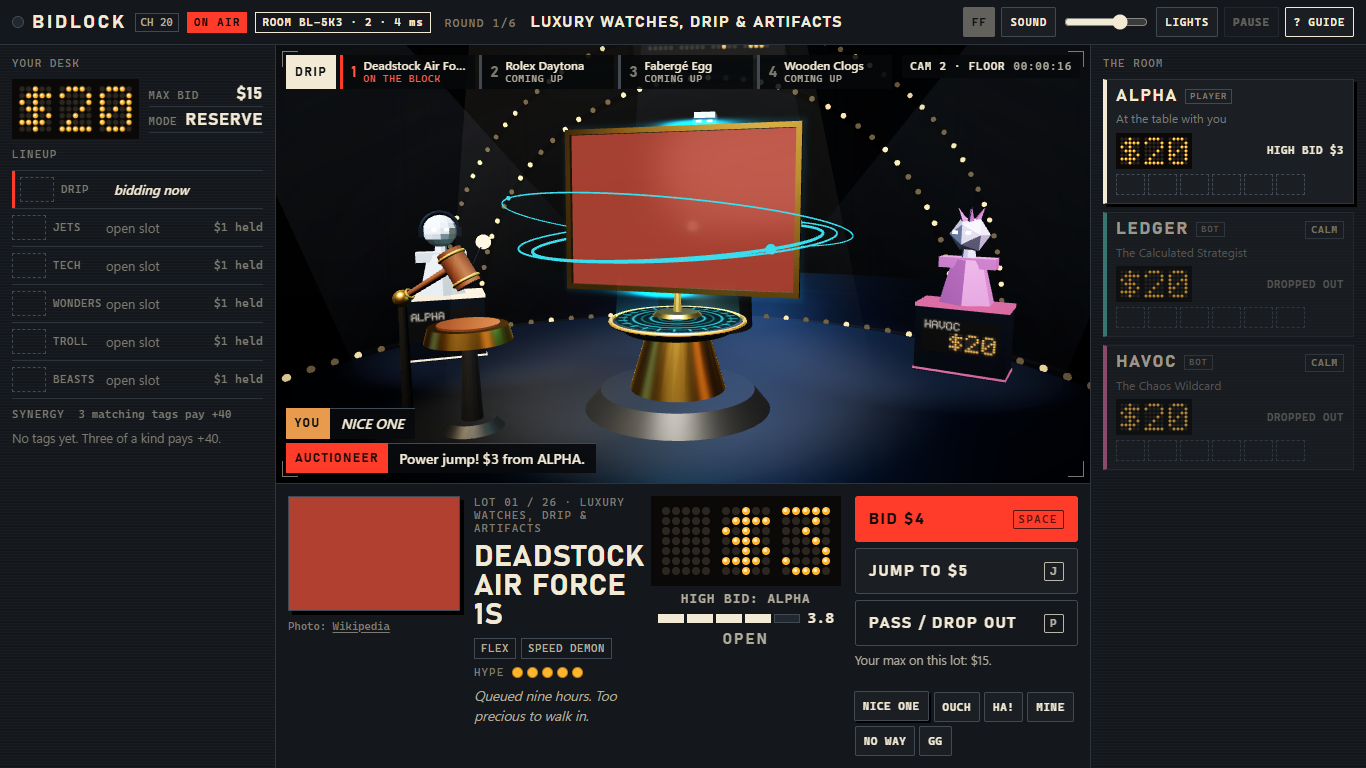 BIDLOCK CH 20 ON AIR ROOM BL-5K3 · 2 · 4 ms ROUND 1/6 LUXURY WATCHES, DRIP & ARTIFACTS FF SOUND LIGHTS PAUSE ? GUIDE
YOUR DESK
$20
MAX BID $15
MODE RESERVE
LINEUP
DRIP bidding now
JETS open slot $1 held
TECH open slot $1 held
WONDERS open slot $1 held
TROLL open slot $1 held
BEASTS open slot $1 held
SYNERGY 3 matching tags pay +40
No tags yet. Three of a kind pays +40.
DRIP
1 Deadstock Air Fo...
ON THE BLOCK
2 Rolex Daytona
COMING UP
3 Fabergé Egg
COMING UP
4 Wooden Clogs
COMING UP
CAM 2 · FLOOR 00:00:16
ALPHA
HAVOC
$20
YOU NICE ONE
AUCTIONEER Power jump! $3 from ALPHA.
Photo: Wikipedia
LOT 01 / 26 · LUXURY
WATCHES, DRIP &
ARTIFACTS
DEADSTOCK
AIR FORCE
1S
FLEX SPEED DEMON
HYPE
Queued nine hours. Too
precious to walk in.
$3
HIGH BID: ALPHA
3.8
OPEN
BID $4 SPACE
JUMP TO $5 J
PASS / DROP OUT P
Your max on this lot: $15.
NICE ONE OUCH HA! MINE
NO WAY GG
THE ROOM
ALPHA PLAYER
At the table with you
$20 HIGH BID $3
LEDGER BOT CALM
The Calculated Strategist
$20 DROPPED OUT
HAVOC BOT CALM
The Chaos Wildcard
$20 DROPPED OUT